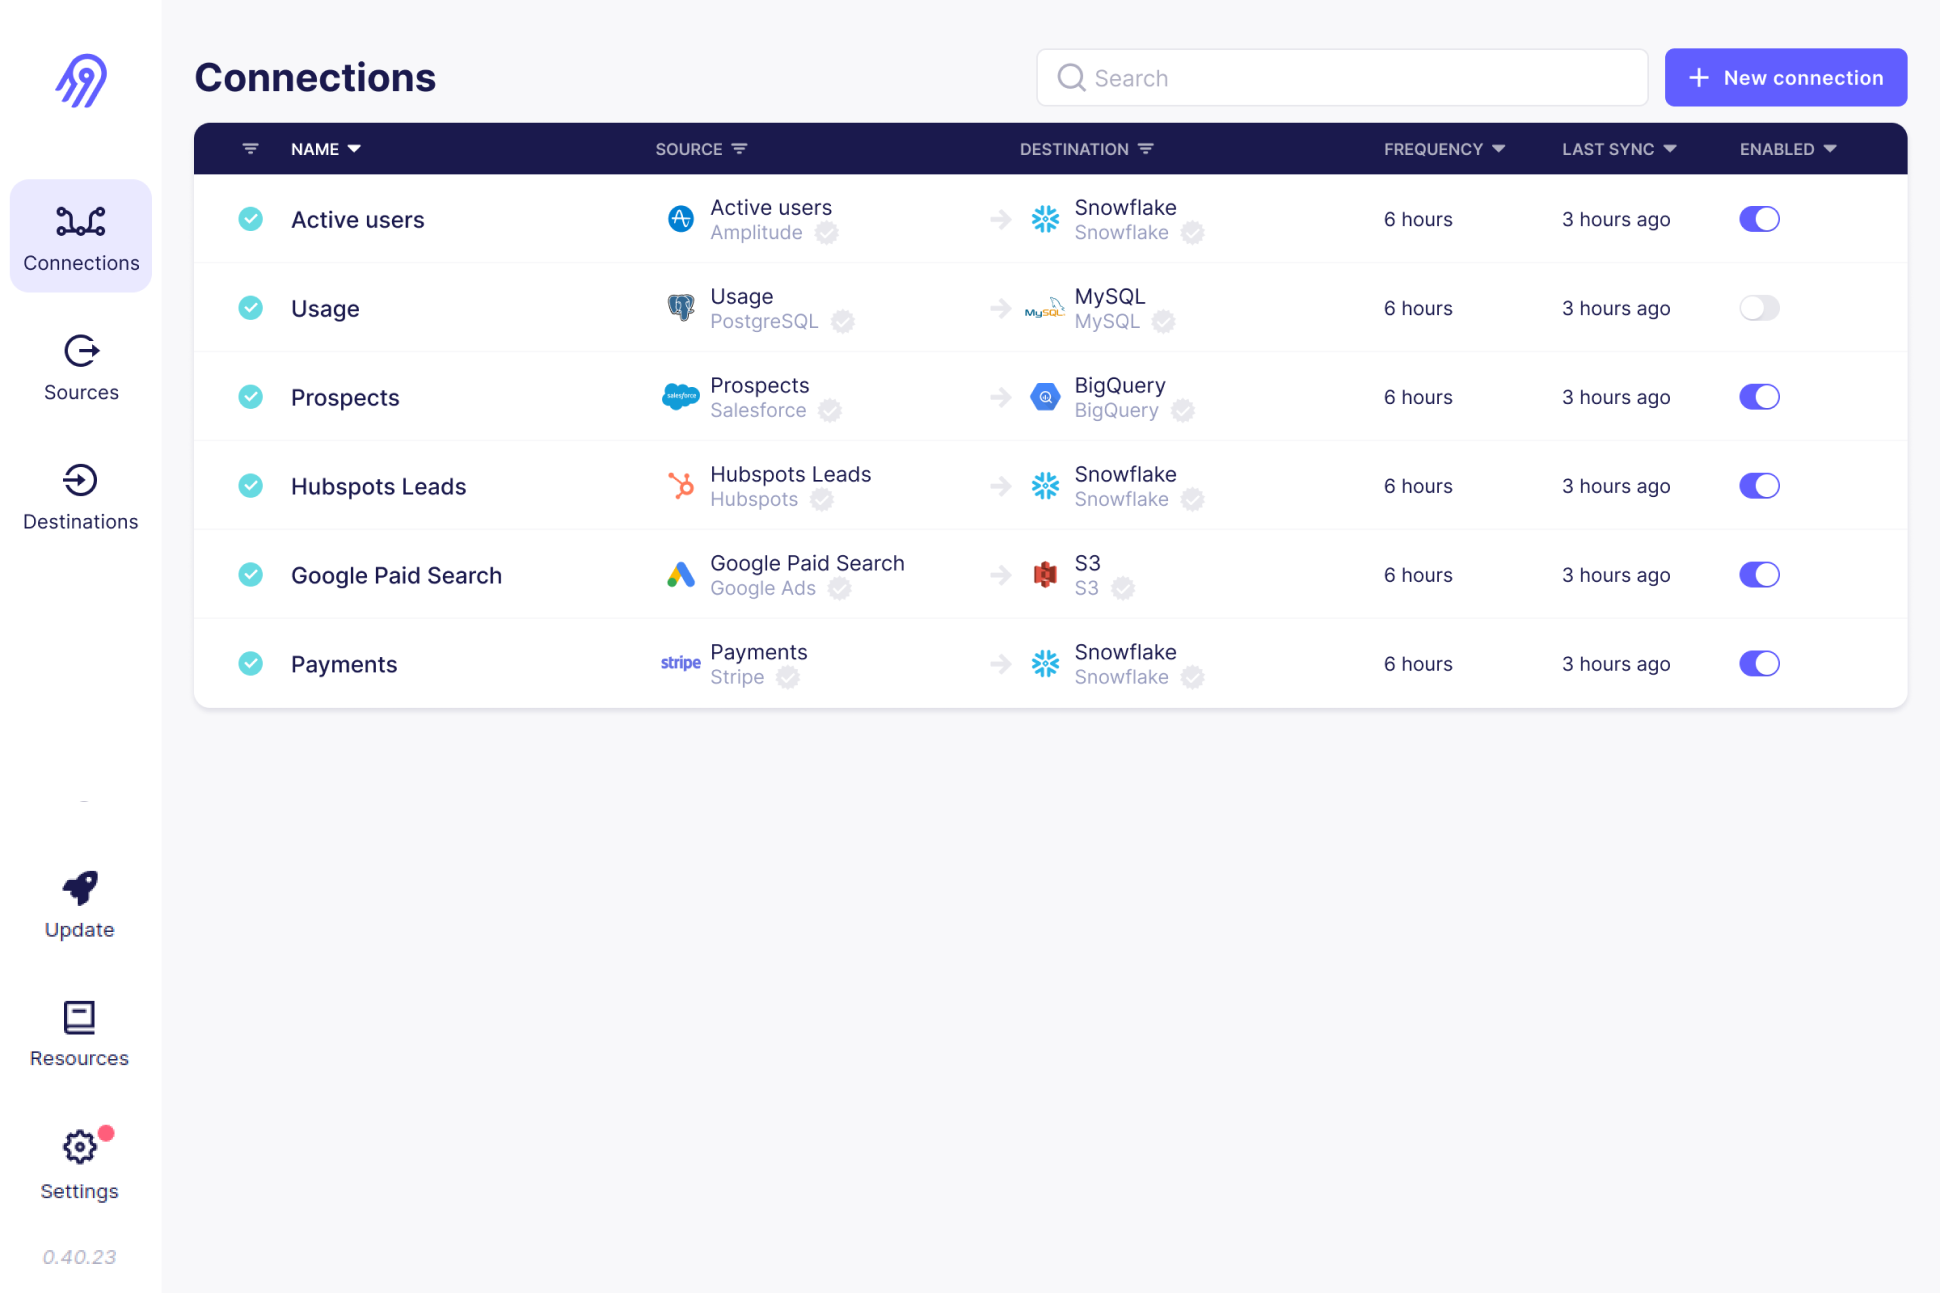 Connections
Search
New connection
NAME SOURCE DESTINATION FREQUENCY LAST SYNC ENABLED
Active users Active users Snowflake 6 hours 3 hours ago
Amplitude Snowflake
Usage Usage MySQL 6 hours 3 hours ago
PostgreSQL MySQL MySQL
Prospects Prospects BigQuery 6 hours 3 hours ago
salesforce Salesforce BigQuery
Hubspots Leads Hubspots Leads Snowflake 6 hours 3 hours ago
Hubspots Snowflake
Google Paid Search Google Paid Search S3 6 hours 3 hours ago
Google Ads S3
Payments stripe Payments Snowflake 6 hours 3 hours ago
Stripe Snowflake
Connections
Sources
Destinations
Update
Resources
Settings
0.40.23